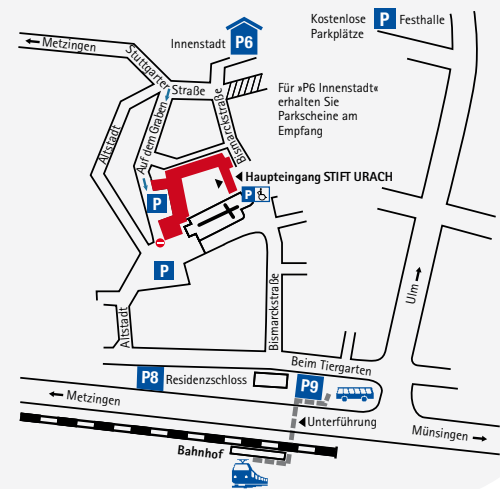 Metzingen
Innenstadt
P6
Kostenlose
Parkplätze
P
Festhalle
Stuttgarter
Straße
Für »P6 Innenstadt«
erhalten Sie
Parkscheine am
Empfang
Bismarckstraße
Auf dem Graben
Altstadt
Haupteingang STIFT URACH
P
P
P
Ulm
Bismarckstraße
Altstadt
Beim Tiergarten
P8
Residenzschloss
P9
Metzingen
Unterführung
Münsingen
Bahnhof